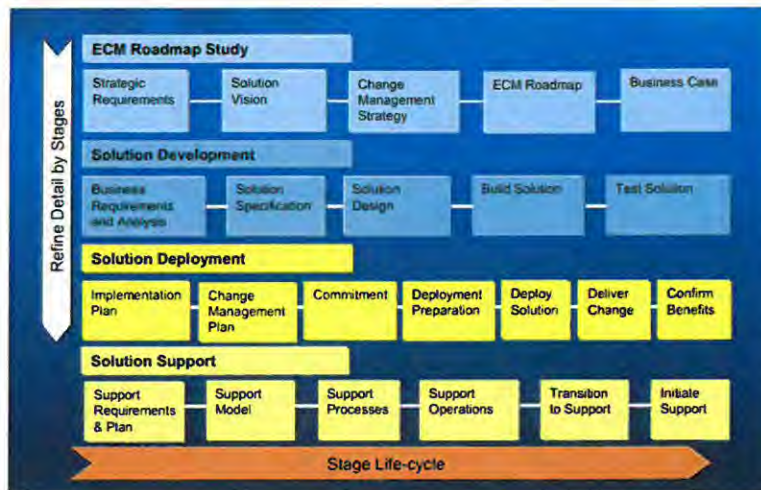 ECM Roadmap Study
Strategic
Requirements
Solution
Vision
Change
Management
Strategy
ECM Roadmap
Business Case
Solution Development
Business
Requirements
and Analysis
Solution
Specification
Solution
Design
Build Solution
Test Solution
Solution Deployment
Implementation
Plan
Change
Management
Plan
Commitment
Deployment
Preparation
Deploy
Solution
Deliver
Change
Confirm
Benefits
Solution Support
Support
Requirements
& Plan
Support
Model
Support
Processes
Support
Operations
Transition
to Support
Initiate
Support
Refine Detail by Stages
Stage Life-cycle